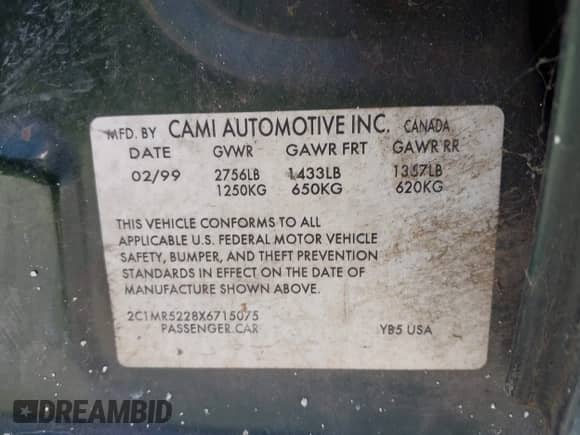 MFD. BY CAMI AUTOMOTIVE INC. CANADA
DATE GVWR GAWR FRT GAWR RR
02/99 2756LB 1433LB 1367LB
1250KG 650KG 620KG
THIS VEHICLE CONFORMS TO ALL
APPLICABLE U.S. FEDERAL MOTOR VEHICLE
SAFETY, BUMPER, AND THEFT PREVENTION
STANDARDS IN EFFECT ON THE DATE OF
MANUFACTURE SHOWN ABOVE.
2C1MR5228X6715075
PASSENGER CAR YB5 USA
DREAMBID